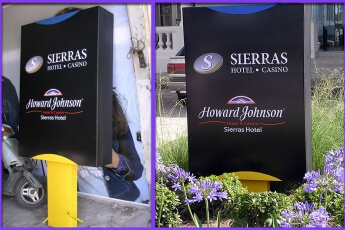 S SIERRAS
HOTEL • CASINO
Howard Johnson
Sierras Hotel
S SIERRAS
HOTEL • CASINO
Howard Johnson®
Sierras Hotel